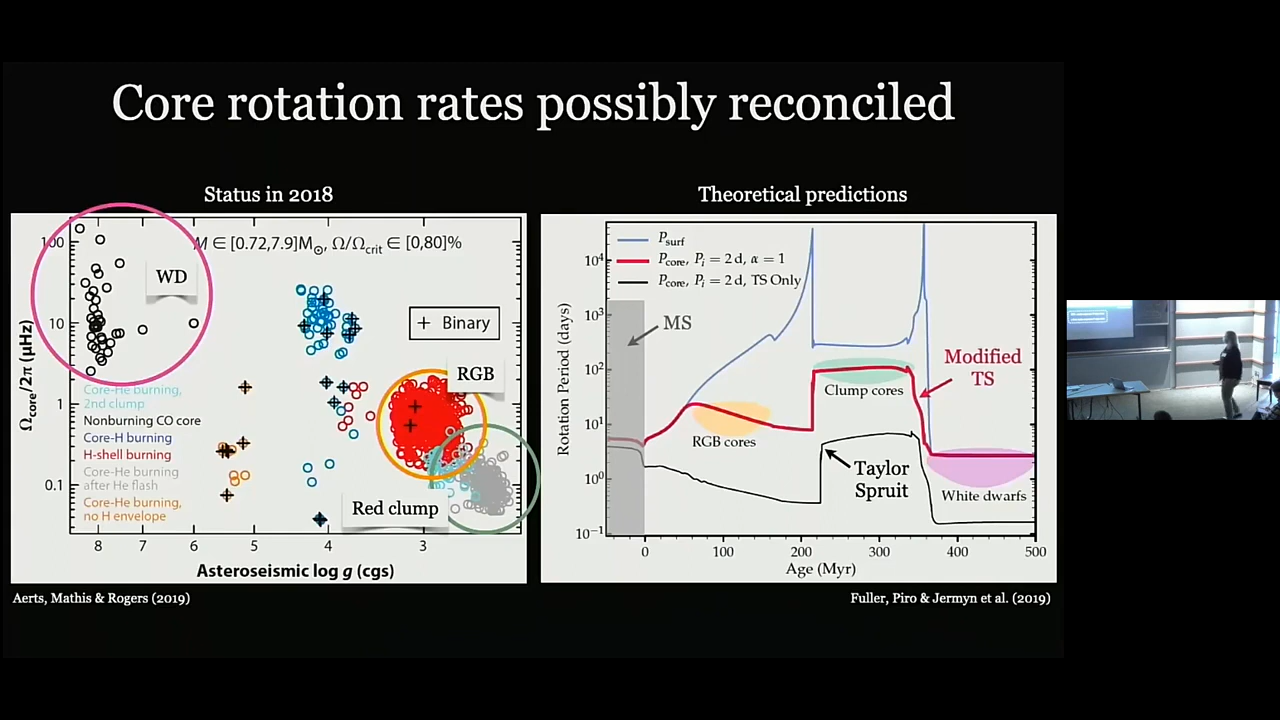 Core rotation rates possibly reconciled
Status in 2018
Theoretical predictions
M ∈ [0.72,7.9]M⊙, Ω/Ωcrit ∈ [0,80]%
WD
+ Binary
RGB
Red clump
Core-He burning,
2nd clump
Nonburning CO core
Core-H burning
H-shell burning
Core-He burning
after He flash
Core-He burning,
no H envelope
100
10
1
0.1
Ωcore/2π (μHz)
8 7 6 5 4 3
Asteroseismic log g (cgs)
Aerts, Mathis & Rogers (2019)
Psurf
Pcore, Pi = 2 d, α = 1
Pcore, Pi = 2 d, TS Only
MS
Modified
TS
Clump cores
RGB cores
Taylor
Spruit
White dwarfs
10⁴
10³
10²
10¹
10⁰
10⁻¹
Rotation Period (days)
0 100 200 300 400 500
Age (Myr)
Fuller, Piro & Jermyn et al. (2019)